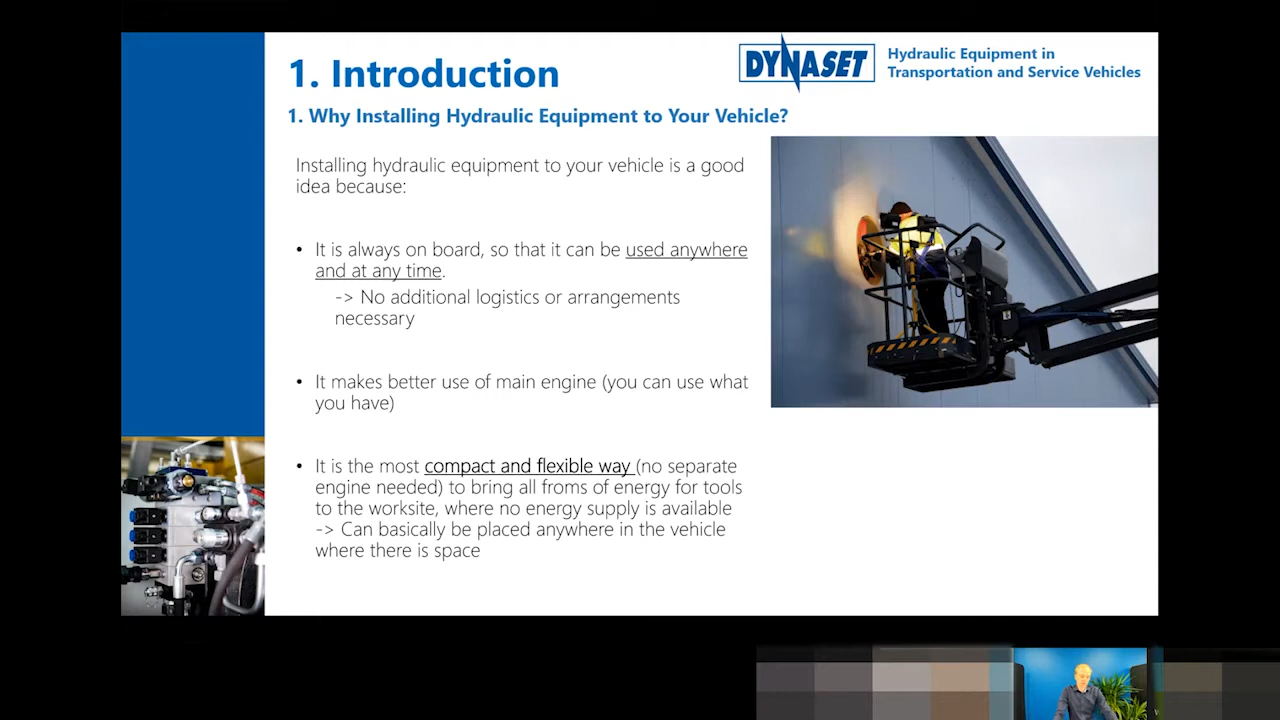 1. Introduction
DYNASET
Hydraulic Equipment in
Transportation and Service Vehicles
1. Why Installing Hydraulic Equipment to Your Vehicle?
Installing hydraulic equipment to your vehicle is a good
idea because:
• It is always on board, so that it can be used anywhere
and at any time.
-> No additional logistics or arrangements
necessary
• It makes better use of main engine (you can use what
you have)
• It is the most compact and flexible way (no separate
engine needed) to bring all froms of energy for tools
to the worksite, where no energy supply is available
-> Can basically be placed anywhere in the vehicle
where there is space